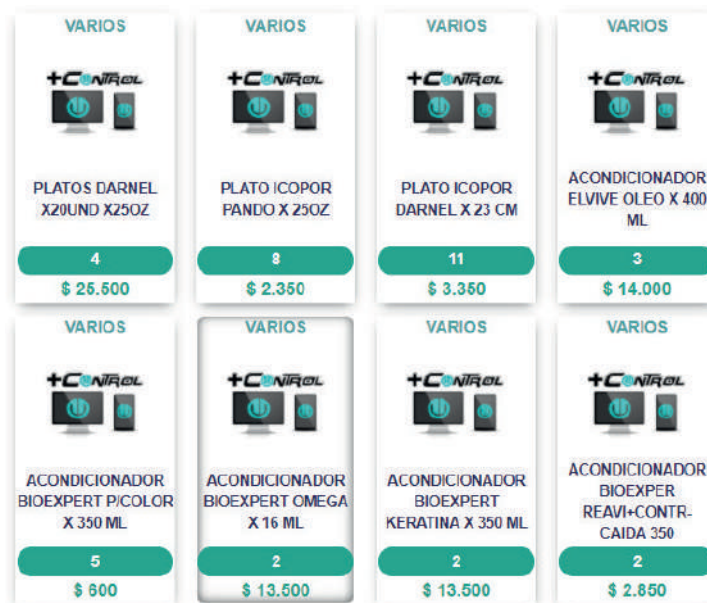 VARIOS
+CONTROL
PLATOS DARNEL
X20UND X25OZ
4
$ 25.500
VARIOS
+CONTROL
PLATO ICOPOR
PANDO X 25OZ
8
$ 2.350
VARIOS
+CONTROL
PLATO ICOPOR
DARNEL X 23 CM
11
$ 3.350
VARIOS
+CONTROL
ACONDICIONADOR
ELVIVE OLEO X 400
ML
3
$ 14.000
VARIOS
+CONTROL
ACONDICIONADOR
BIOEXPERT P/COLOR
X 350 ML
5
$ 600
VARIOS
+CONTROL
ACONDICIONADOR
BIOEXPERT OMEGA
X 16 ML
2
$ 13.500
VARIOS
+CONTROL
ACONDICIONADOR
BIOEXPERT
KERATINA X 350 ML
2
$ 13.500
VARIOS
+CONTROL
ACONDICIONADOR
BIOEXPER
REAVI+CONTR-
CAIDA 350
2
$ 2.850